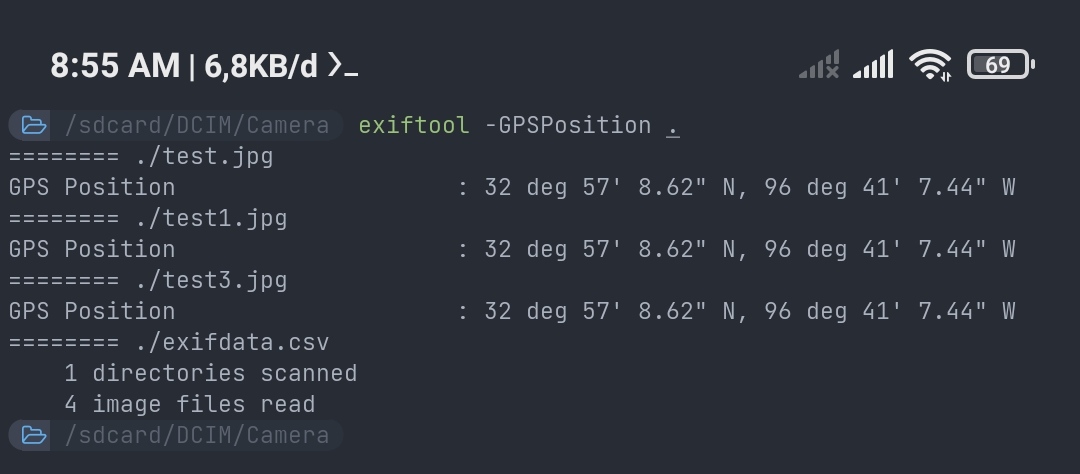 8:55 AM | 6,8KB/d >_ 69
/sdcard/DCIM/Camera exiftool -GPSPosition .
======== ./test.jpg
GPS Position : 32 deg 57' 8.62" N, 96 deg 41' 7.44" W
======== ./test1.jpg
GPS Position : 32 deg 57' 8.62" N, 96 deg 41' 7.44" W
======== ./test3.jpg
GPS Position : 32 deg 57' 8.62" N, 96 deg 41' 7.44" W
======== ./exifdata.csv
1 directories scanned
4 image files read
/sdcard/DCIM/Camera